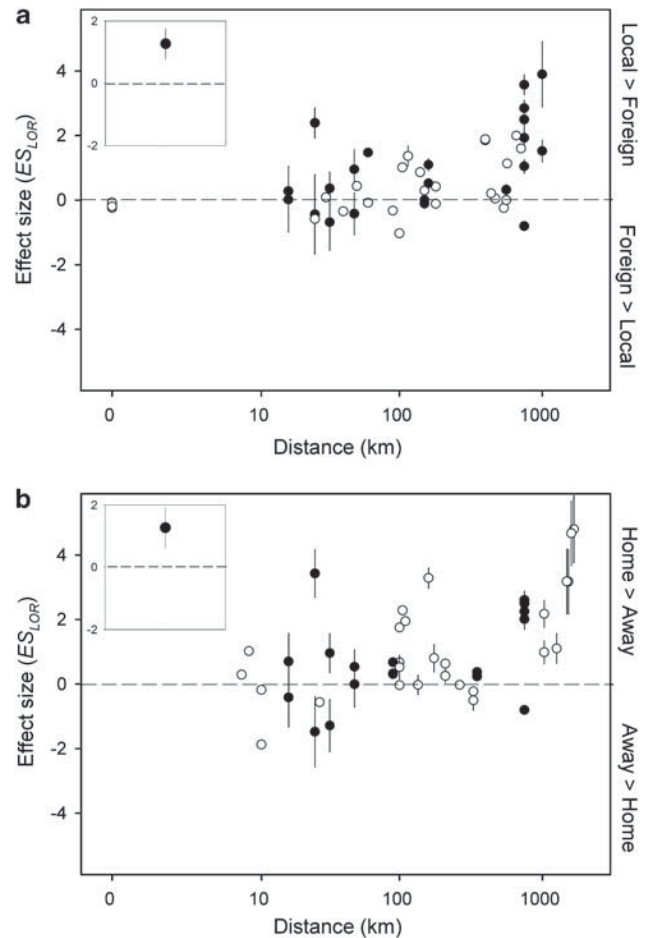 a
2
0
-2
4
2
0
-2
-4
Effect size (ES_LOR)
Local > Foreign
Foreign > Local
0 10 100 1000
Distance (km)
b
2
0
-2
4
2
0
-2
-4
Effect size (ES_LOR)
Home > Away
Away > Home
0 10 100 1000
Distance (km)